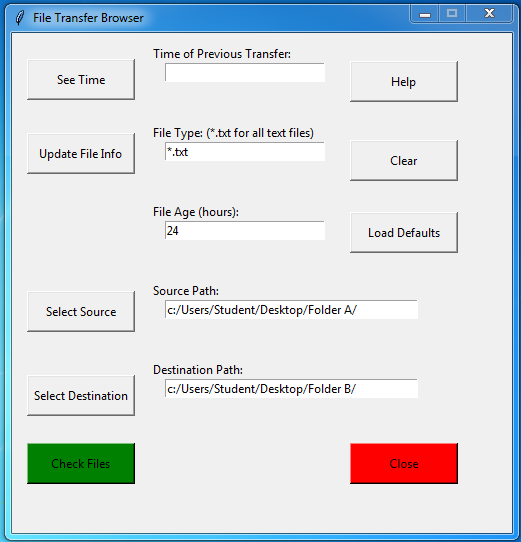 File Transfer Browser
Time of Previous Transfer:
See Time
Help
File Type: (*.txt for all text files)
Update File Info
*.txt
Clear
File Age (hours):
24
Load Defaults
Source Path:
Select Source
c:/Users/Student/Desktop/Folder A/
Destination Path:
Select Destination
c:/Users/Student/Desktop/Folder B/
Check Files
Close